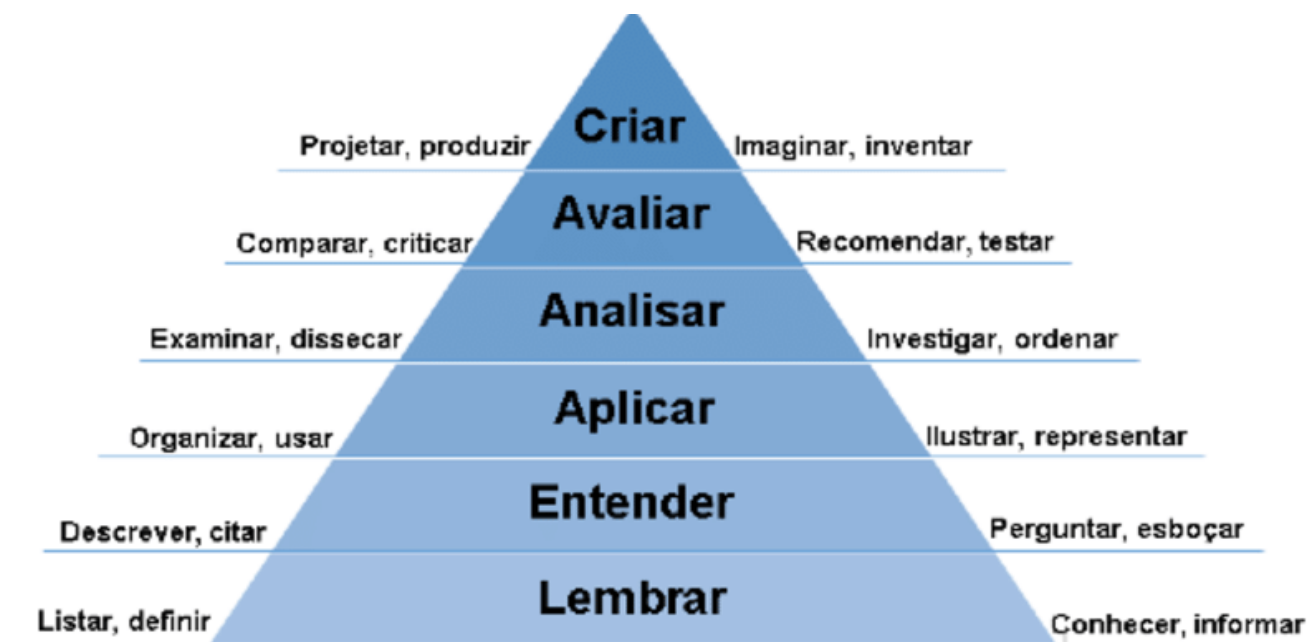 Criar
Projetar, produzir
Imaginar, inventar
Avaliar
Comparar, criticar
Recomendar, testar
Analisar
Examinar, dissecar
Investigar, ordenar
Aplicar
Organizar, usar
Ilustrar, representar
Entender
Descrever, citar
Perguntar, esboçar
Lembrar
Listar, definir
Conhecer, informar